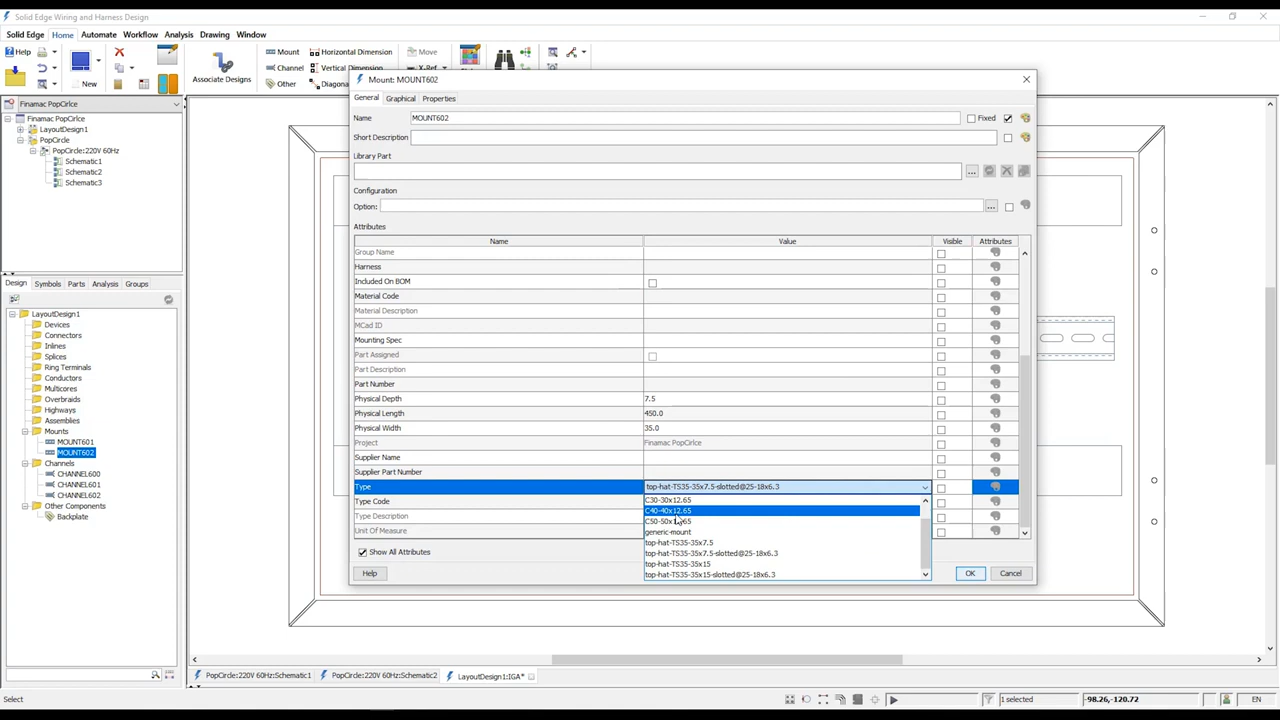 Solid Edge Wiring and Harness Design
Solid Edge Home Automate Workflow Analysis Drawing Window
Help
New
Associate Designs
Mount
Channel
Other
Horizontal Dimension
Vertical Dimension
Diagona
Move
X-Ref
Finamac PopCirlce
Finamac PopCirlce
LayoutDesign1
PopCircle
PopCircle:220V 60Hz
Schematic1
Schematic2
Schematic3
Design Symbols Parts Analysis Groups
LayoutDesign1
Devices
Connectors
Inlines
Splices
Ring Terminals
Conductors
Multicores
Overbraids
Highways
Assemblies
Mounts
MOUNT601
MOUNT602
Channels
CHANNEL600
CHANNEL601
CHANNEL602
Other Components
Backplate
Mount: MOUNT602
General Graphical Properties
Name MOUNT602 Fixed
Short Description
Library Part
...
Configuration
Option: ...
Attributes
Name Value Visible Attributes
Group Name
Harness
Included On BOM
Material Code
Material Description
MCad ID
Mounting Spec
Part Assigned
Part Description
Part Number
Physical Depth 7.5
Physical Length 450.0
Physical Width 35.0
Project Finamac PopCirlce
Supplier Name
Supplier Part Number
Type top-hat-TS35-35x7.5-slotted@25-18x6.3
Type Code
Type Description
Unit Of Measure
C30-30x12.65
C40-40x12.65
C50-50x12.65
generic-mount
top-hat-TS35-35x7.5
top-hat-TS35-35x7.5-slotted@25-18x6.3
top-hat-TS35-35x15
top-hat-TS35-35x15-slotted@25-18x6.3
Show All Attributes
Help OK Cancel
PopCircle:220V 60Hz:Schematic1 PopCircle:220V 60Hz:Schematic2 LayoutDesign1:IGA*
Select 1 selected -98.26,-120.72 EN